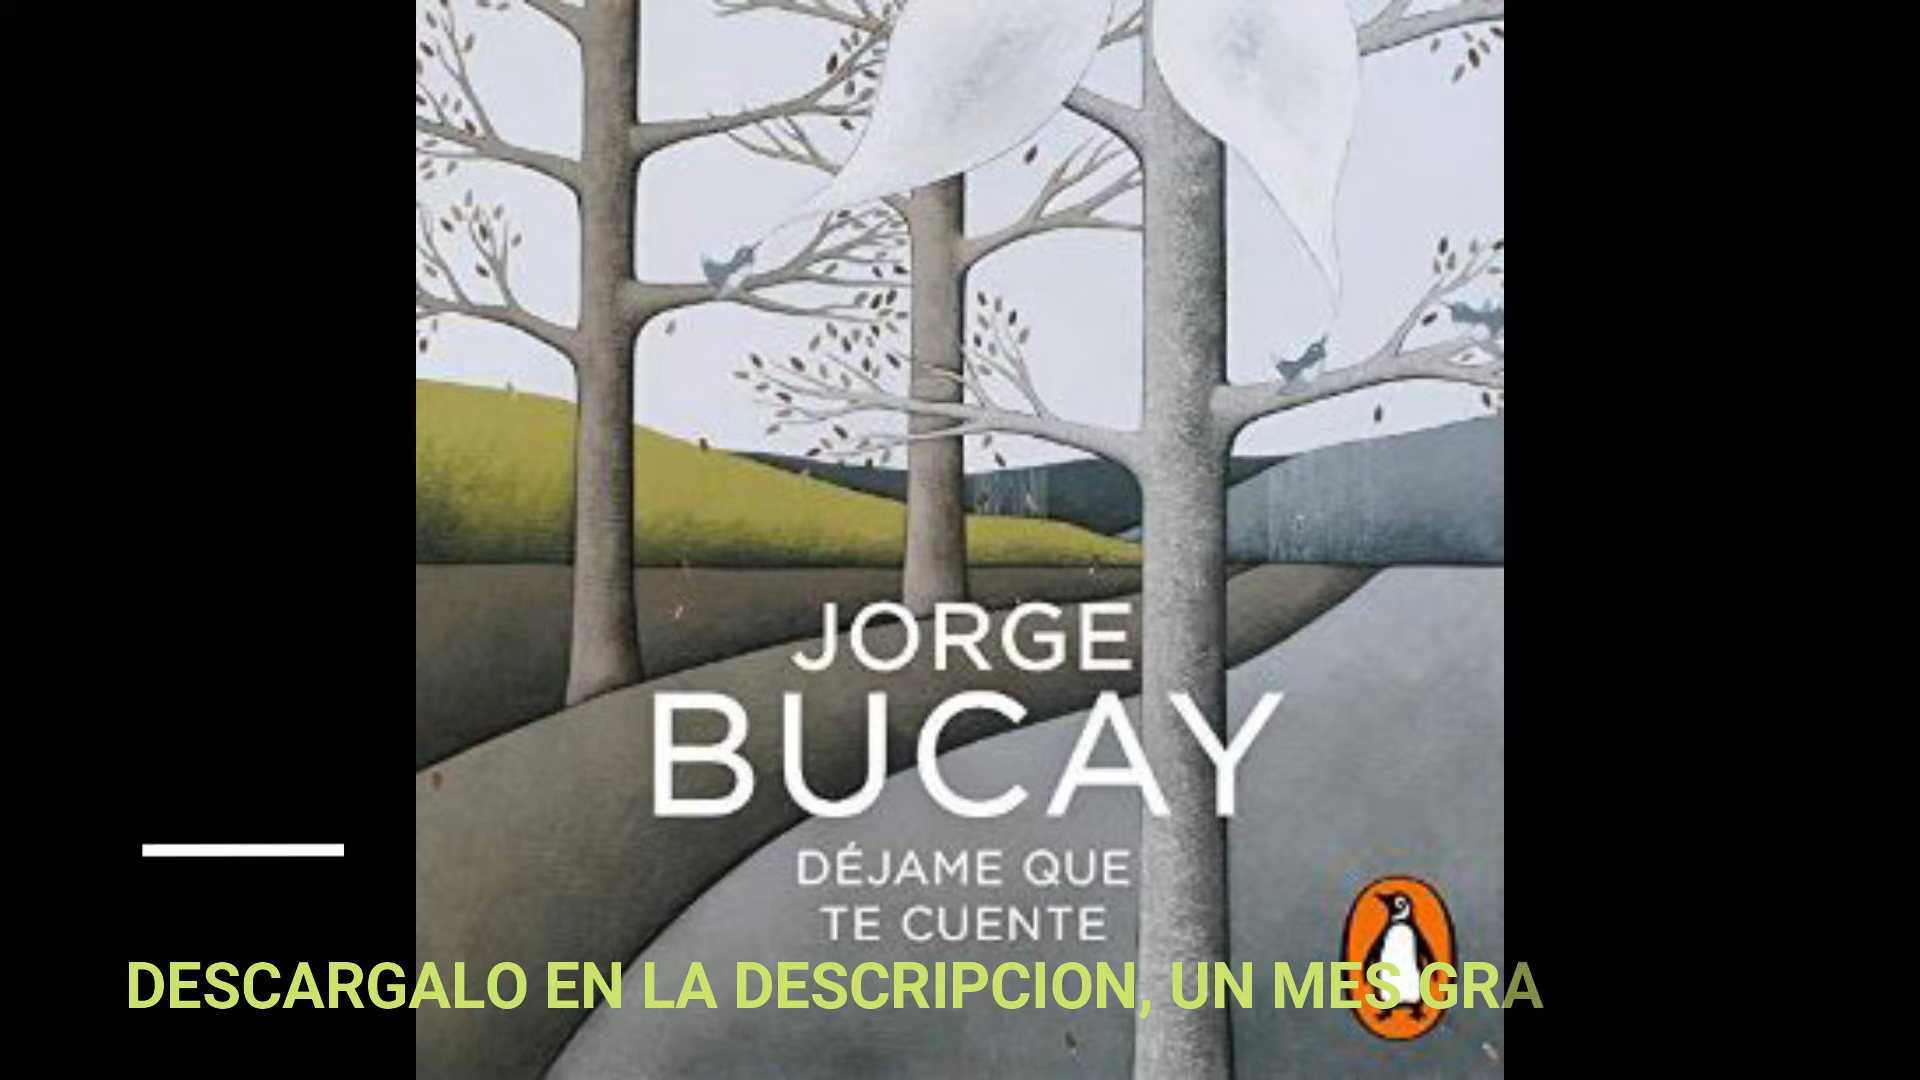 JORGE
BUCAY
DÉJAME QUE
TE CUENTE
DESCARGALO EN LA DESCRIPCION, UN MES GRA